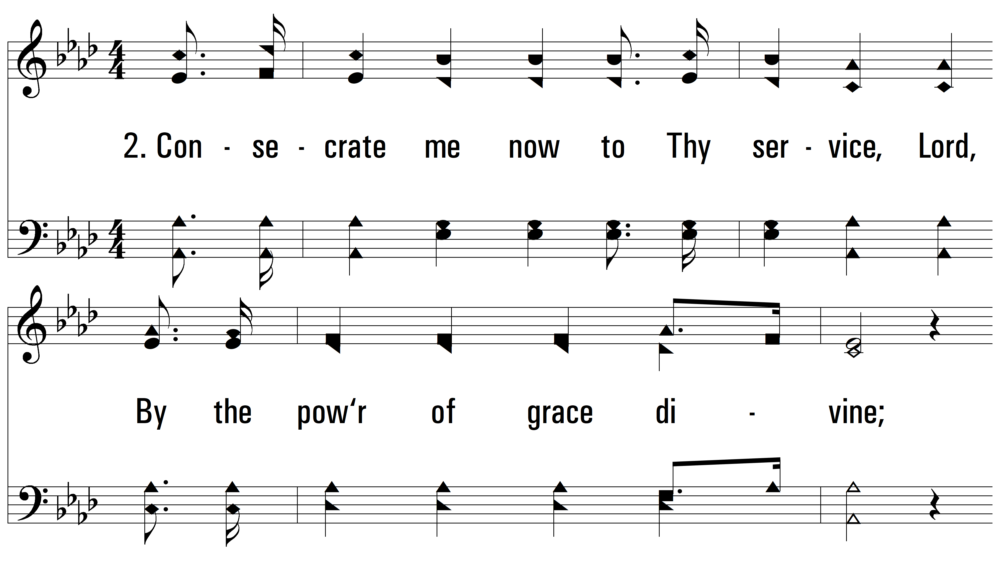 2. Con - se - crate me now to Thy ser - vice, Lord,
By the pow‘r of grace di - vine;